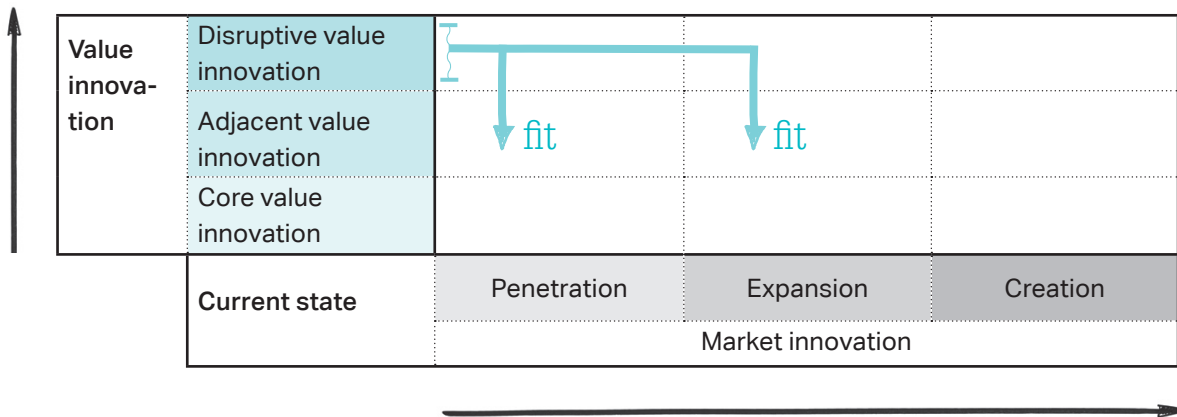 Value
innova-
tion
Disruptive value
innovation
Adjacent value
innovation
fit
fit
Core value
innovation
Current state
Penetration
Expansion
Creation
Market innovation